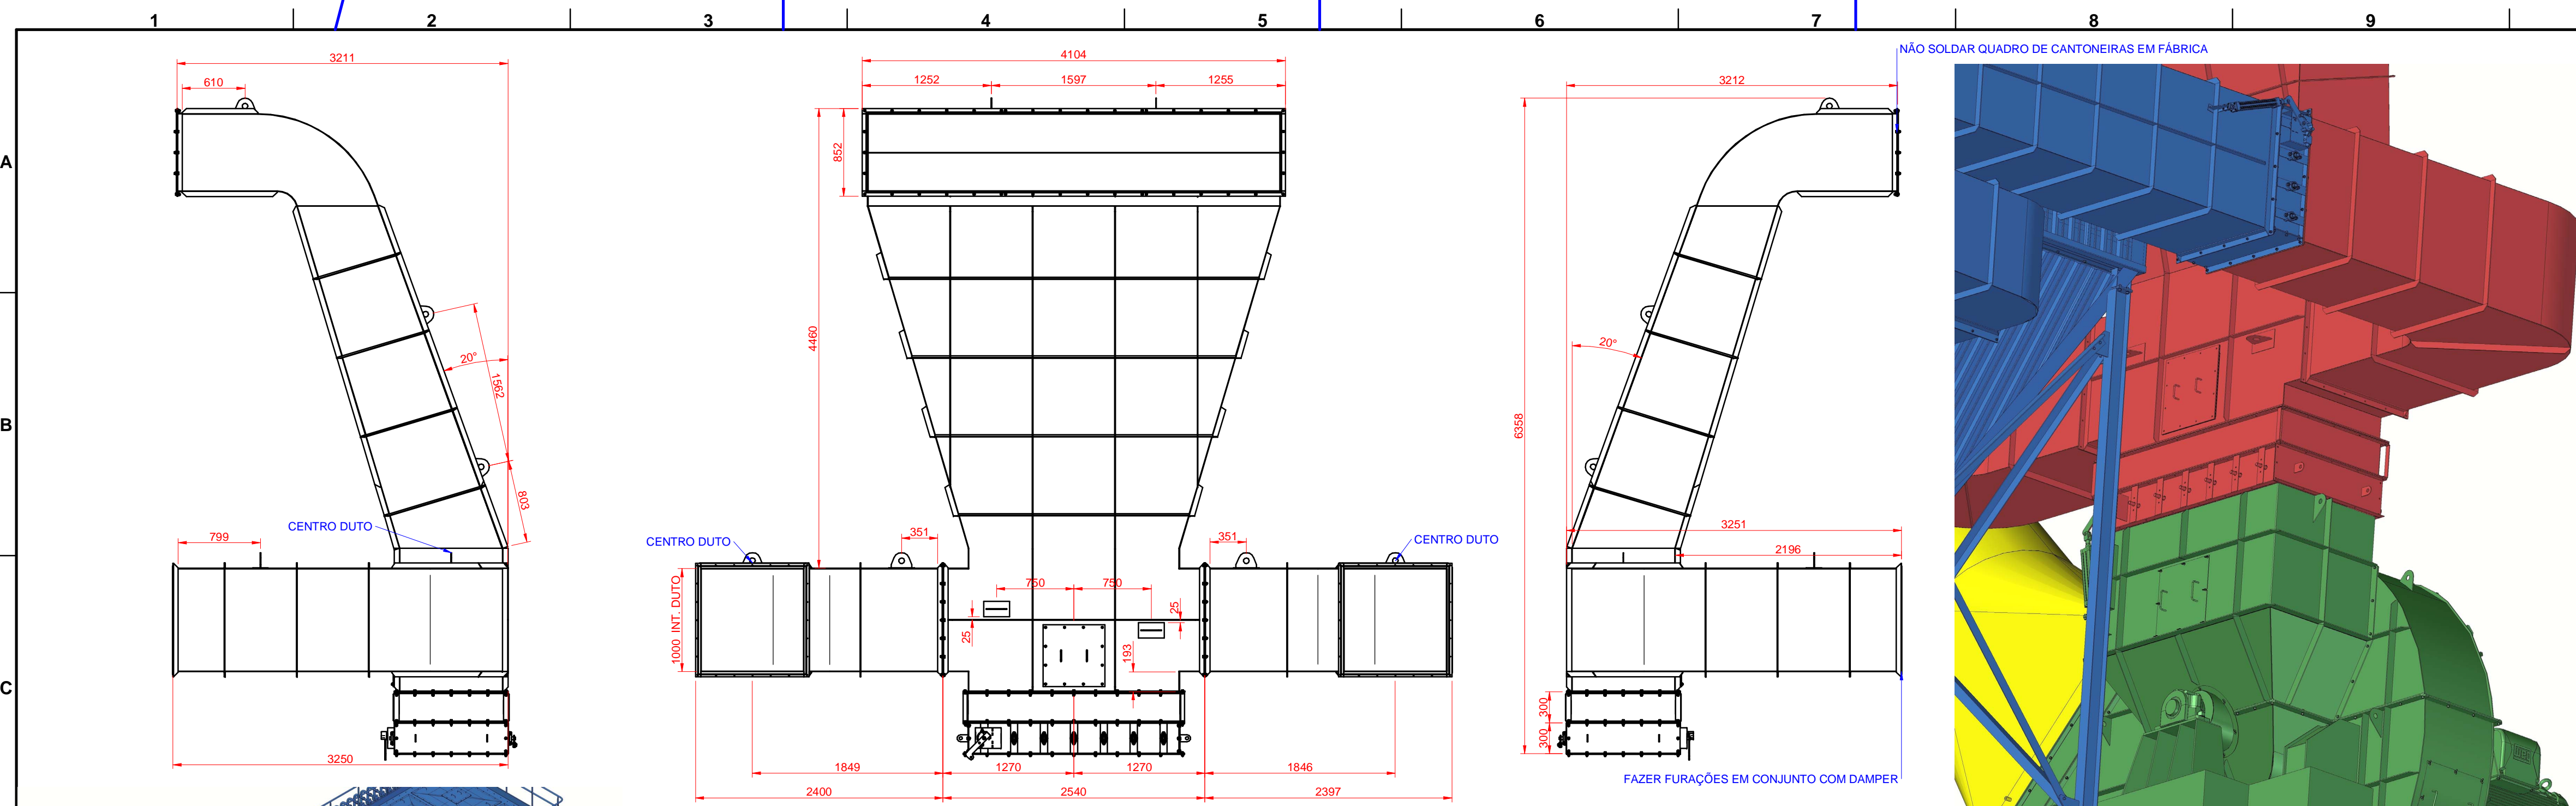 1 2 3 4 5 6 7 8 9
A
B
C
3211
610
CENTRO DUTO
799
20°
1562
803
3250
4104
1252 1597 1255
852
4460
CENTRO DUTO
351
351
CENTRO DUTO
1000 INT. DUTO
750 750
25
25
193
1849 1270 1270 1846
2400 2540 2397
NÃO SOLDAR QUADRO DE CANTONEIRAS EM FÁBRICA
3212
20°
6358
3251
2196
300
300
FAZER FURAÇÕES EM CONJUNTO COM DAMPER